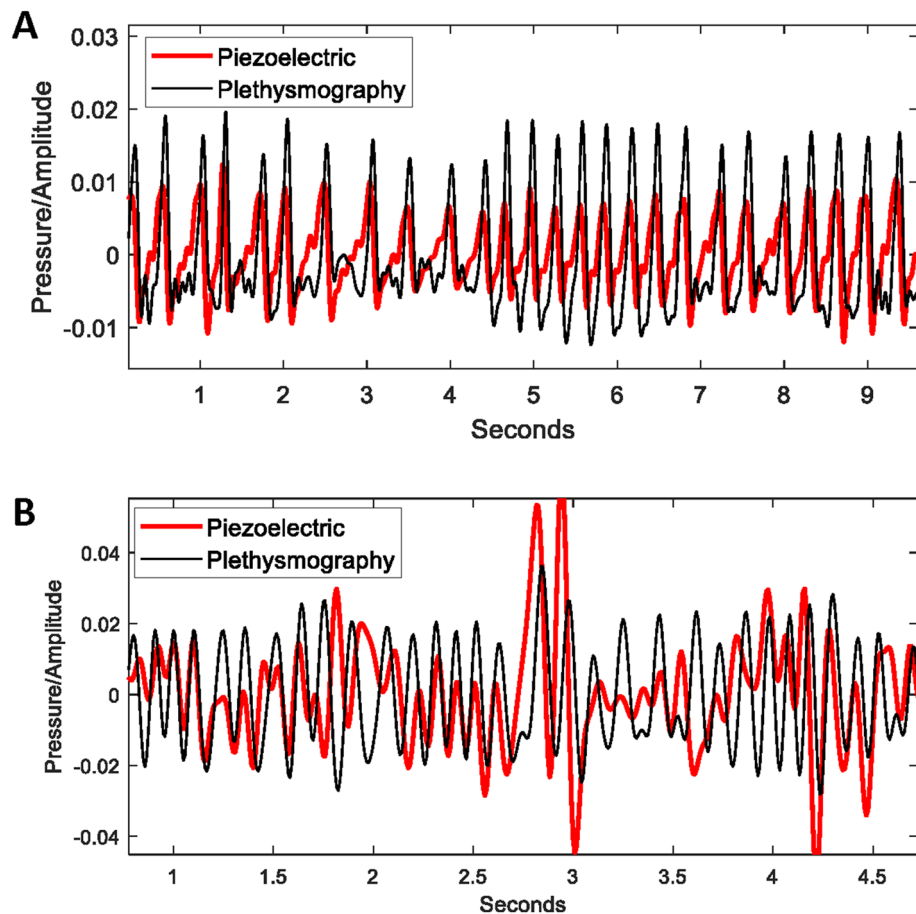 A
Pressure/Amplitude
0.03
0.02
0.01
0
-0.01
Piezoelectric
Plethysmography
1 2 3 4 5 6 7 8 9
Seconds
B
Pressure/Amplitude
0.04
0.02
0
-0.02
-0.04
Piezoelectric
Plethysmography
1 1.5 2 2.5 3 3.5 4 4.5
Seconds